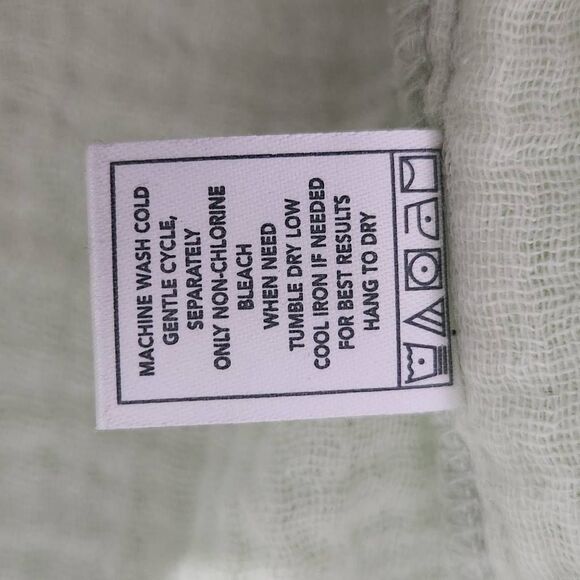 MACHINE WASH COLD
GENTLE CYCLE,
SEPARATELY
ONLY NON-CHLORINE
BLEACH
WHEN NEED
TUMBLE DRY LOW
COOL IRON IF NEEDED
FOR BEST RESULTS
HANG TO DRY